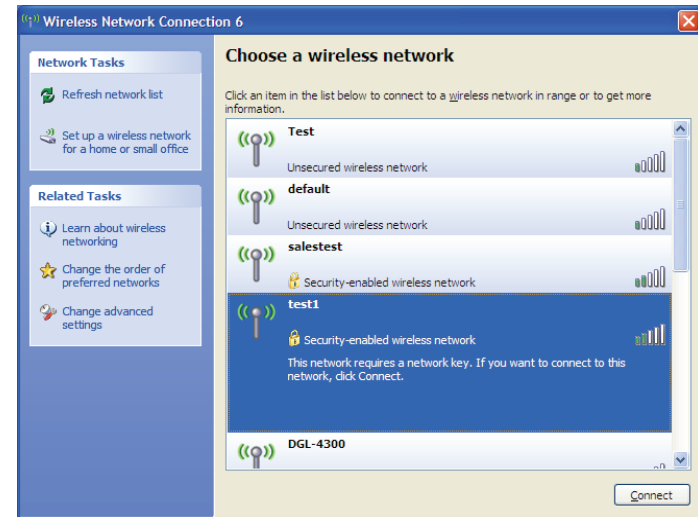 Wireless Network Connection 6
Network Tasks
Refresh network list
Set up a wireless network
for a home or small office
Related Tasks
Learn about wireless
networking
Change the order of
preferred networks
Change advanced
settings
Choose a wireless network
Click an item in the list below to connect to a wireless network in range or to get more
information.
Test
Unsecured wireless network
default
Unsecured wireless network
salestest
Security-enabled wireless network
test1
Security-enabled wireless network
This network requires a network key. If you want to connect to this
network, click Connect.
DGL-4300
Connect